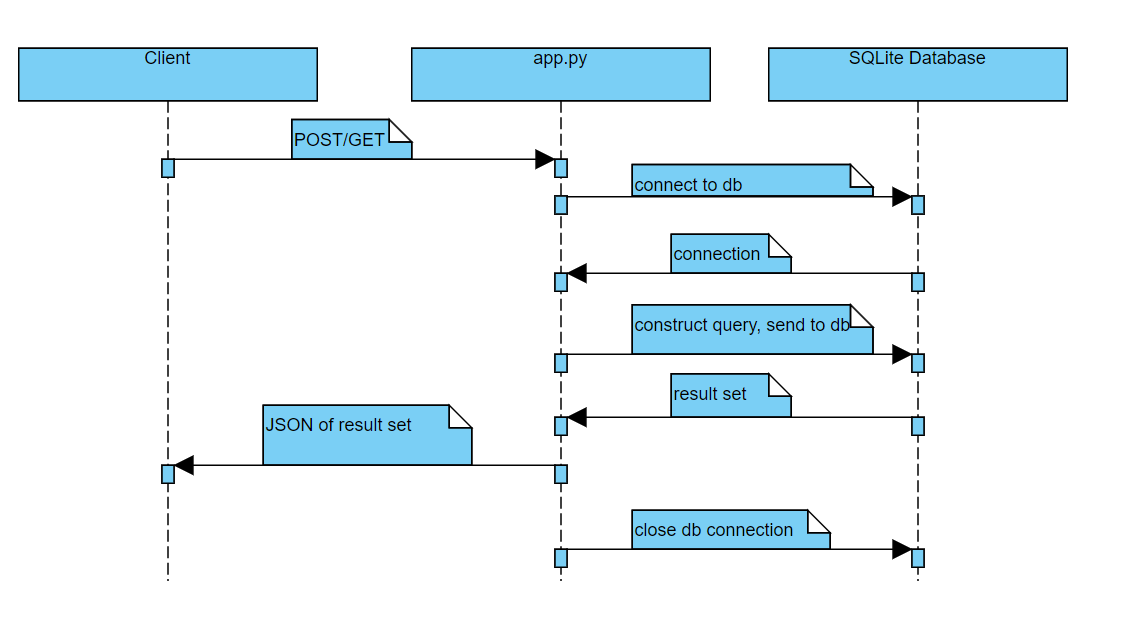 Client
app.py
SQLite Database
POST/GET
connect to db
connection
construct query, send to db
result set
JSON of result set
close db connection